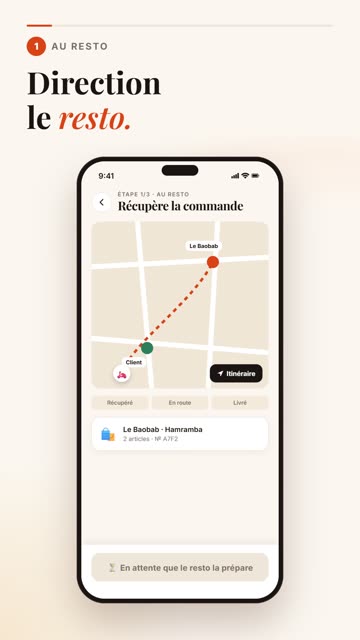 1 AU RESTO
Direction
le resto.
9:41
ÉTAPE 1/3 · AU RESTO
Récupère la commande
Le Baobab
Client
Itinéraire
Récupéré
En route
Livré
Le Baobab · Hamramba
2 articles · № A7F2
En attente que le resto la prépare